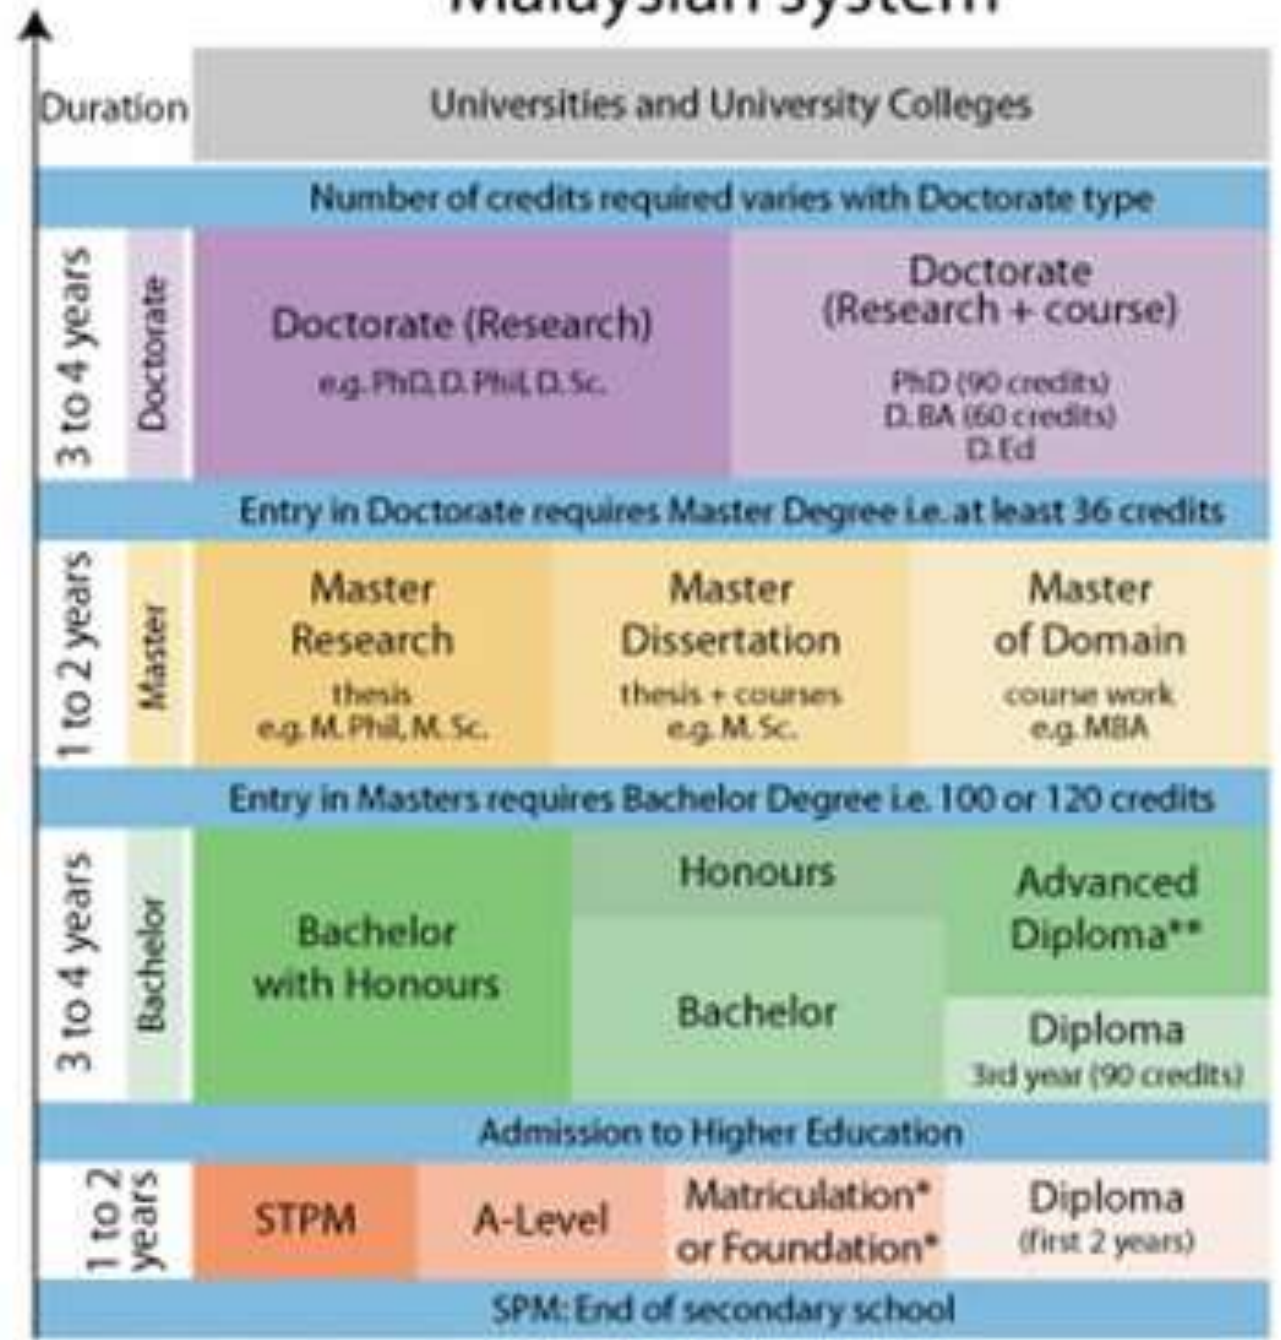 Malaysian system
Duration
Universities and University Colleges
Number of credits required varies with Doctorate type
3 to 4 years
Doctorate
Doctorate (Research)
e.g. PhD, D. Phil, D. Sc.
Doctorate
(Research + course)
PhD (90 credits)
D. BA (60 credits)
D.Ed
Entry in Doctorate requires Master Degree i.e. at least 36 credits
1 to 2 years
Master
Master
Research
thesis
e.g. M. Phil, M. Sc.
Master
Dissertation
thesis + courses
e.g. M. Sc.
Master
of Domain
course work
e.g. MBA
Entry in Masters requires Bachelor Degree i.e. 100 or 120 credits
3 to 4 years
Bachelor
Bachelor
with Honours
Honours
Bachelor
Advanced
Diploma**
Diploma
3rd year (90 credits)
Admission to Higher Education
1 to 2
years
STPM
A-Level
Matriculation*
or Foundation*
Diploma
(first 2 years)
SPM: End of secondary school